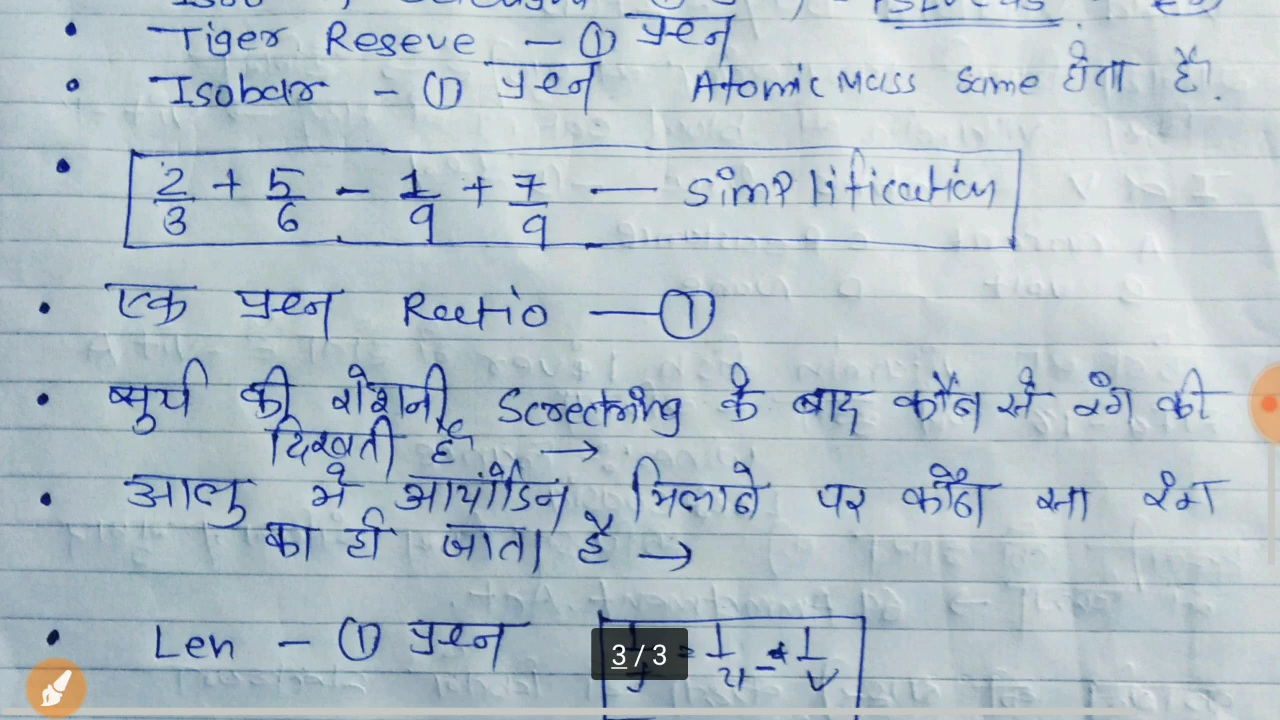 • Tiger Reseve — ① प्रश्न
• Isobar - ① प्रश्न Atomic Mass Same होता है.
• 2/3 + 5/6 - 1/9 + 7/9 — Simplification
• एक प्रश्न Ratio — ①
• सुर्य की रोशनी Screetning के बाद कौन से रंग की
दिखती है →
• आलु में आयोडिन मिलाने पर कौन सा रंग
का हो जाता है →
• Len - ① प्रश्न
3/3